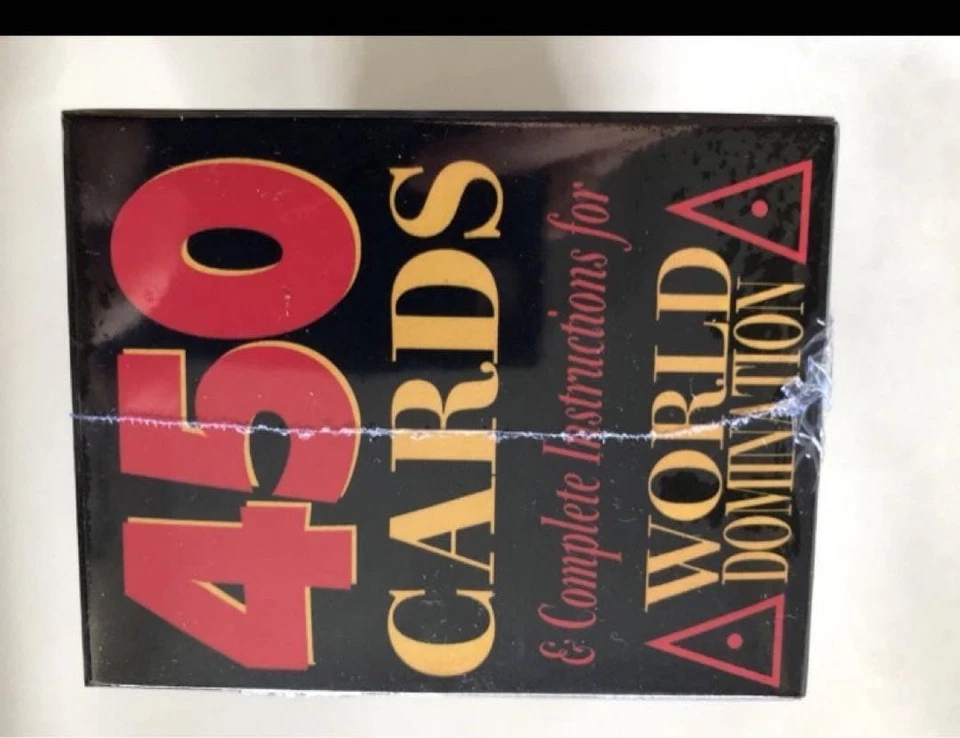 450
CARDS
& Complete Instructions for
WORLD
DOMINATION